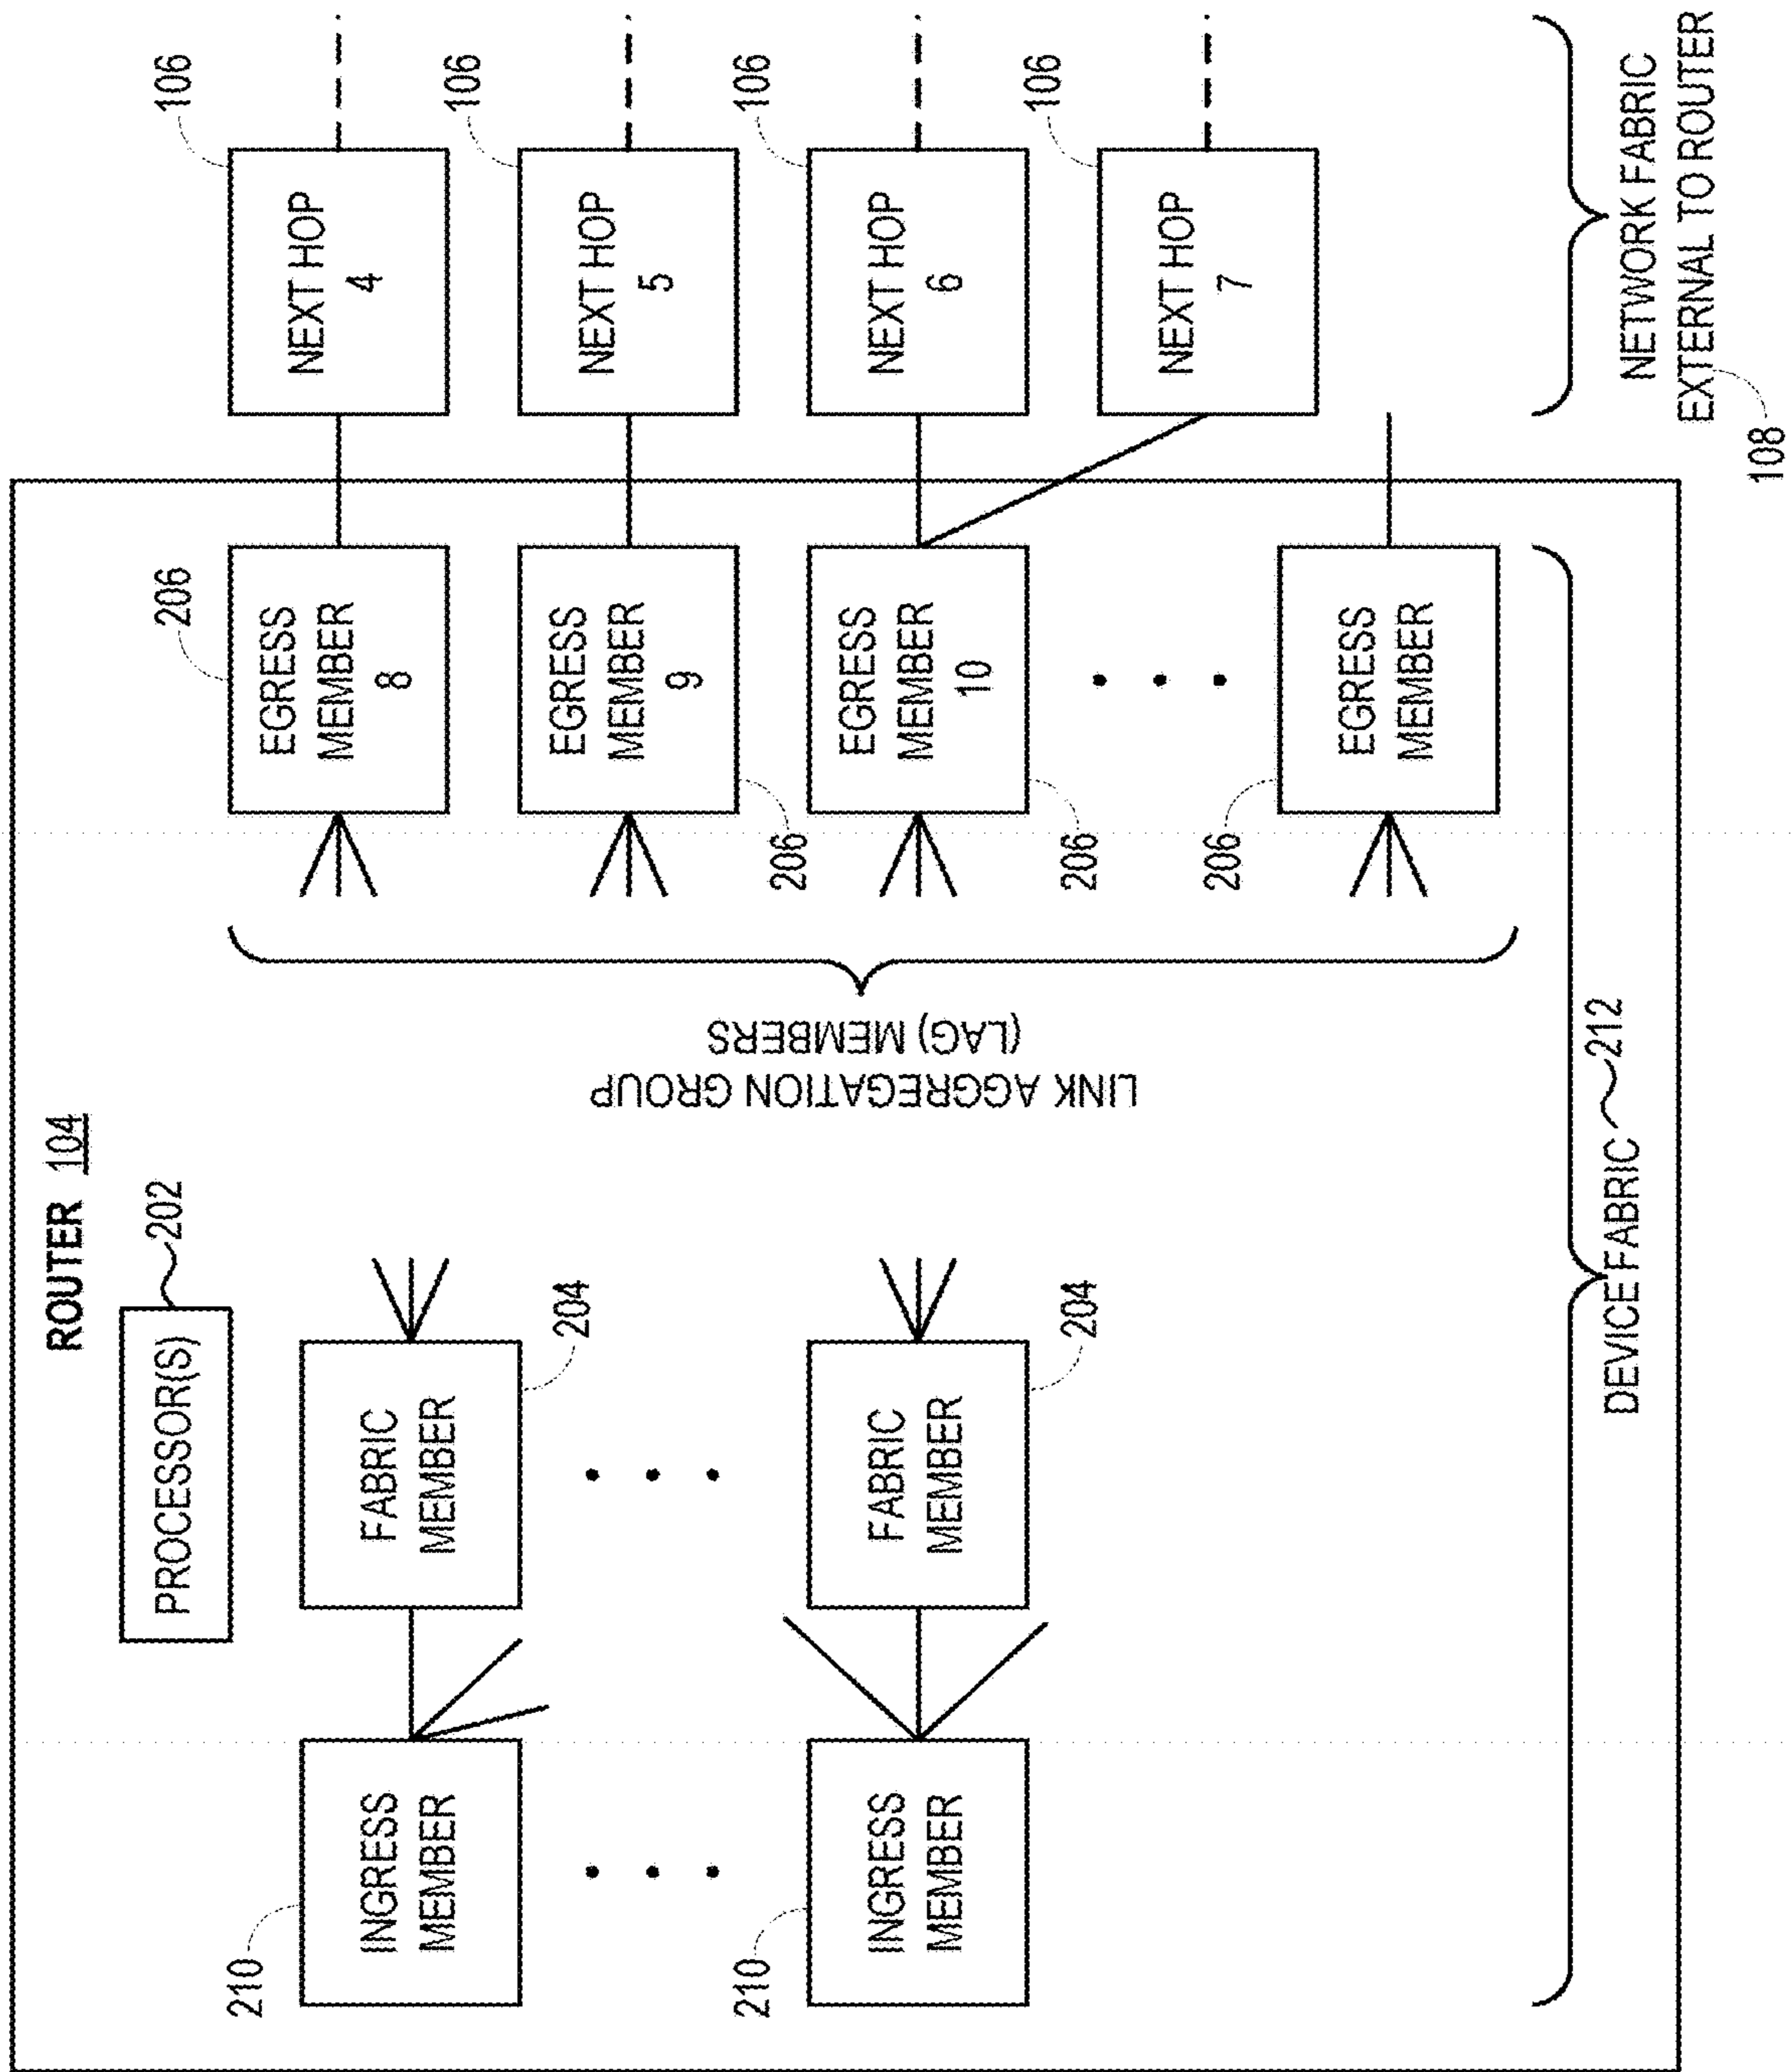 ROUTER 104
PROCESSOR(S)
202
210
INGRESS
MEMBER
FABRIC
MEMBER
204
210
INGRESS
MEMBER
FABRIC
MEMBER
204
LINK AGGREGATION GROUP
(LAG) MEMBERS
206
EGRESS
MEMBER
8
EGRESS
MEMBER
9
206
EGRESS
MEMBER
10
206
206
EGRESS
MEMBER
106
NEXT HOP
4
106
NEXT HOP
5
106
NEXT HOP
6
106
NEXT HOP
7
DEVICE FABRIC 212
NETWORK FABRIC
EXTERNAL TO ROUTER
108